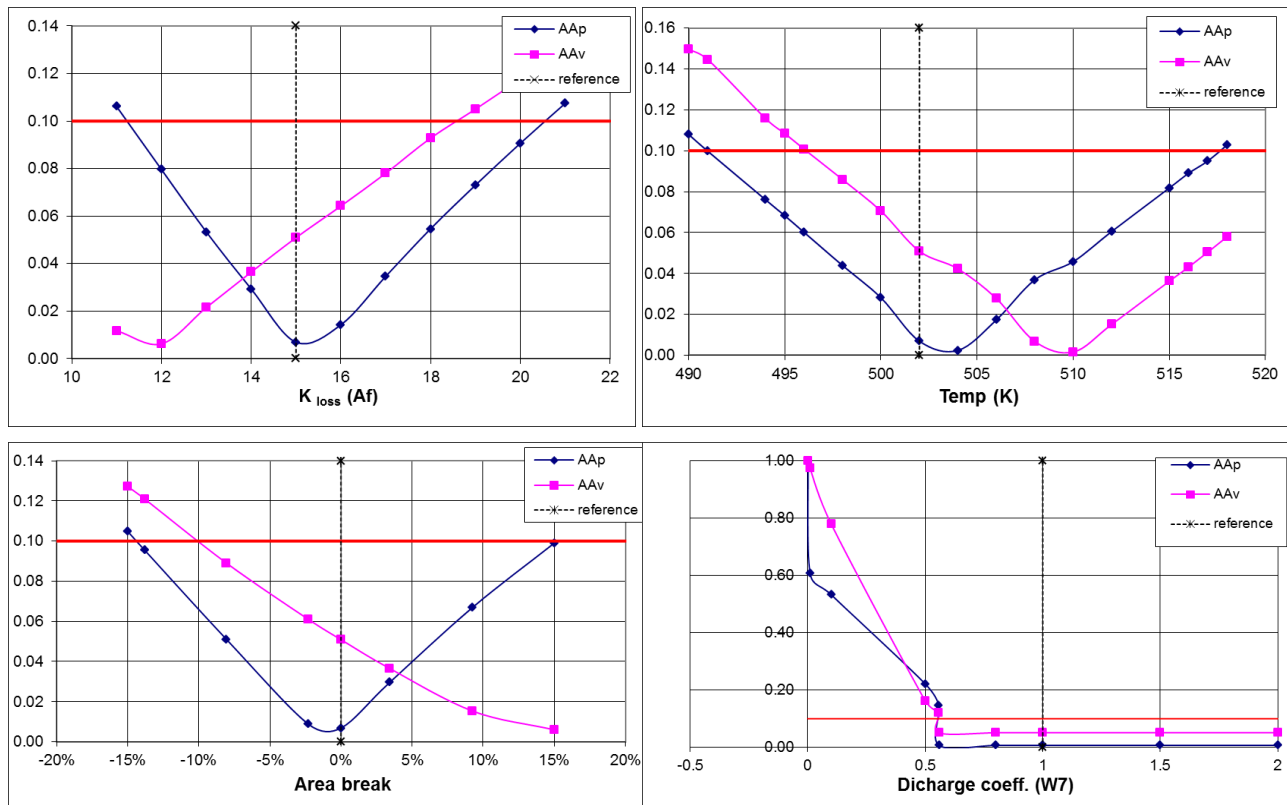 0.14
0.12
0.10
0.08
0.06
0.04
0.02
0.00
10 12 14 16 18 20 22
K loss (Af)
AAp
AAv
reference
0.16
0.14
0.12
0.10
0.08
0.06
0.04
0.02
0.00
490 495 500 505 510 515 520
Temp (K)
AAp
AAv
reference
0.14
0.12
0.10
0.08
0.06
0.04
0.02
0.00
-20% -15% -10% -5% 0% 5% 10% 15% 20%
Area break
AAp
AAv
reference
1.00
0.80
0.60
0.40
0.20
0.00
-0.5 0 0.5 1 1.5 2
Dicharge coeff. (W7)
AAp
AAv
reference